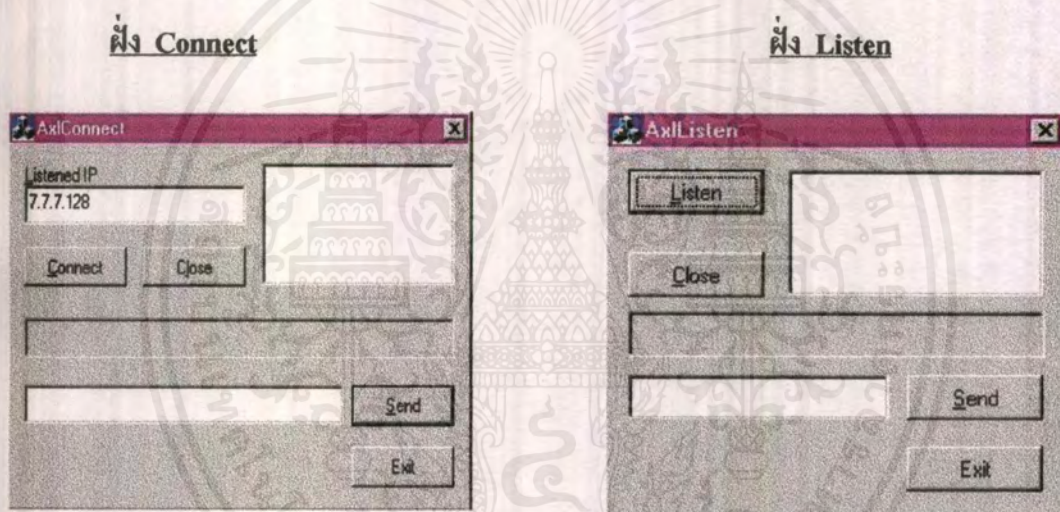 ฝั่ง Connect
ฝั่ง Listen
AxlConnect
Listened IP
7.7.7.128
Connect
Close
Send
Exit
AxlListen
Listen
Close
Send
Exit